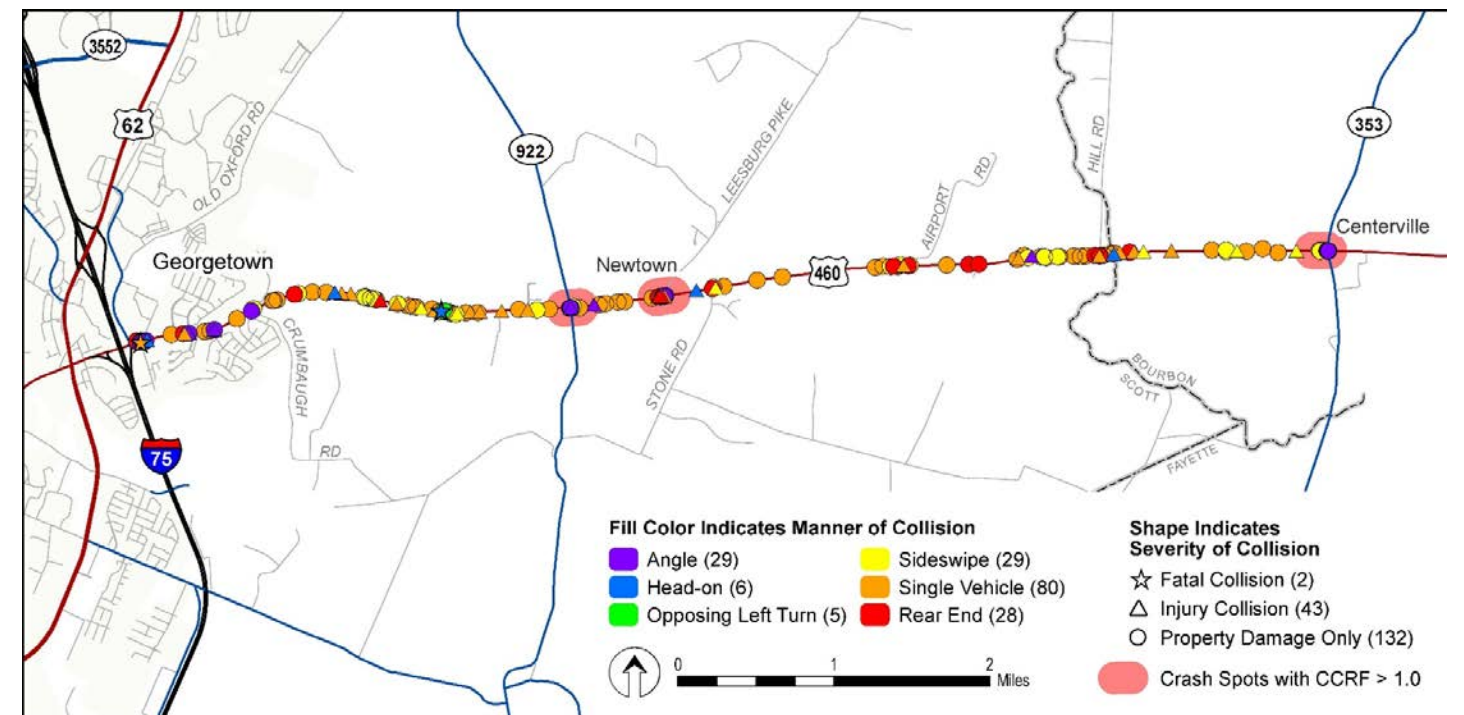 3552
62
OLD OXFORD RD
Georgetown
CRUMBAUGH
RD
75
922
Newtown
LEESBURG PIKE
STONE RD
460
AIRPORT RD
HILL RD
353
Centerville
BOURBON
SCOTT
FAYETTE
Fill Color Indicates Manner of Collision
Angle (29)
Head-on (6)
Opposing Left Turn (5)
Sideswipe (29)
Single Vehicle (80)
Rear End (28)
Shape Indicates
Severity of Collision
Fatal Collision (2)
Injury Collision (43)
Property Damage Only (132)
Crash Spots with CCRF > 1.0
0 1 2
Miles